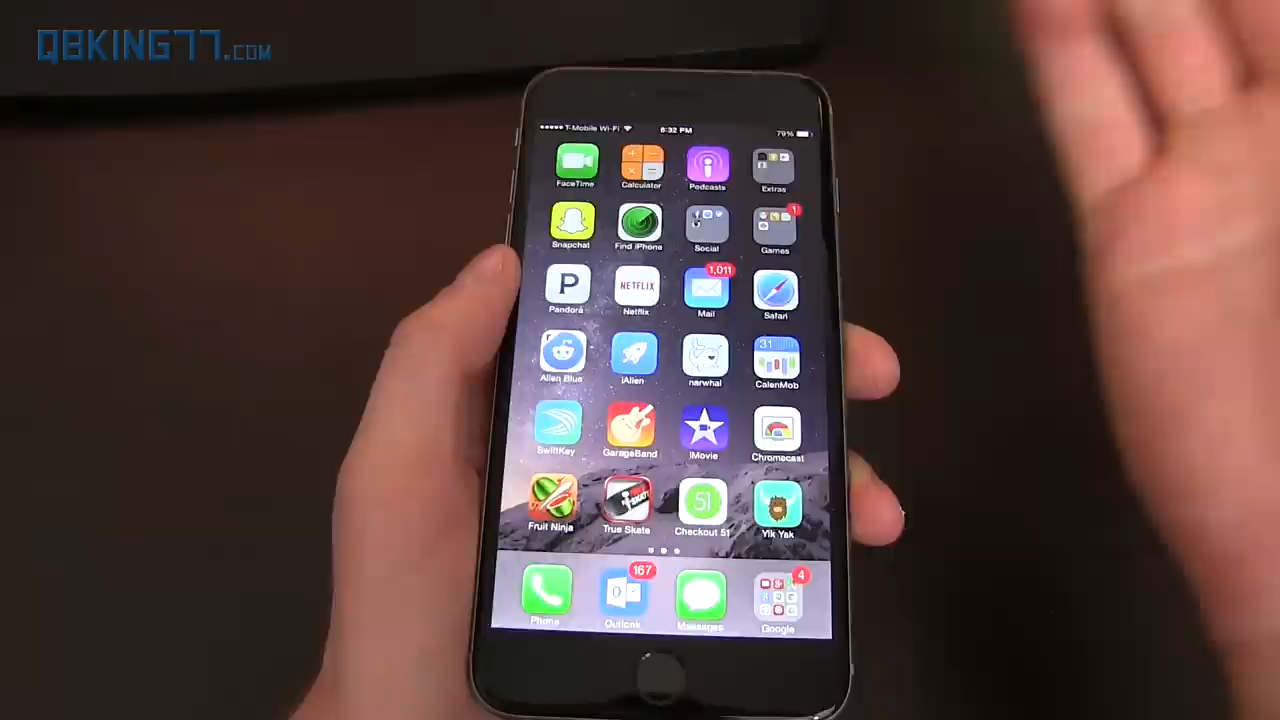 QBKING77.COM
T-Mobile Wi-Fi 6:32 PM 79%
FaceTime Calculator Podcasts Extras
1
Snapchat Find iPhone Social Games
P NETFLIX 1,011
Pandora Netflix Mail Safari
31
Alien Blue iAlien narwhal CalenMob
SwiftKey GarageBand iMovie Chromecast
51
Fruit Ninja True Skate Checkout 51 Yik Yak
167 4
Phone Outlook Messages Google